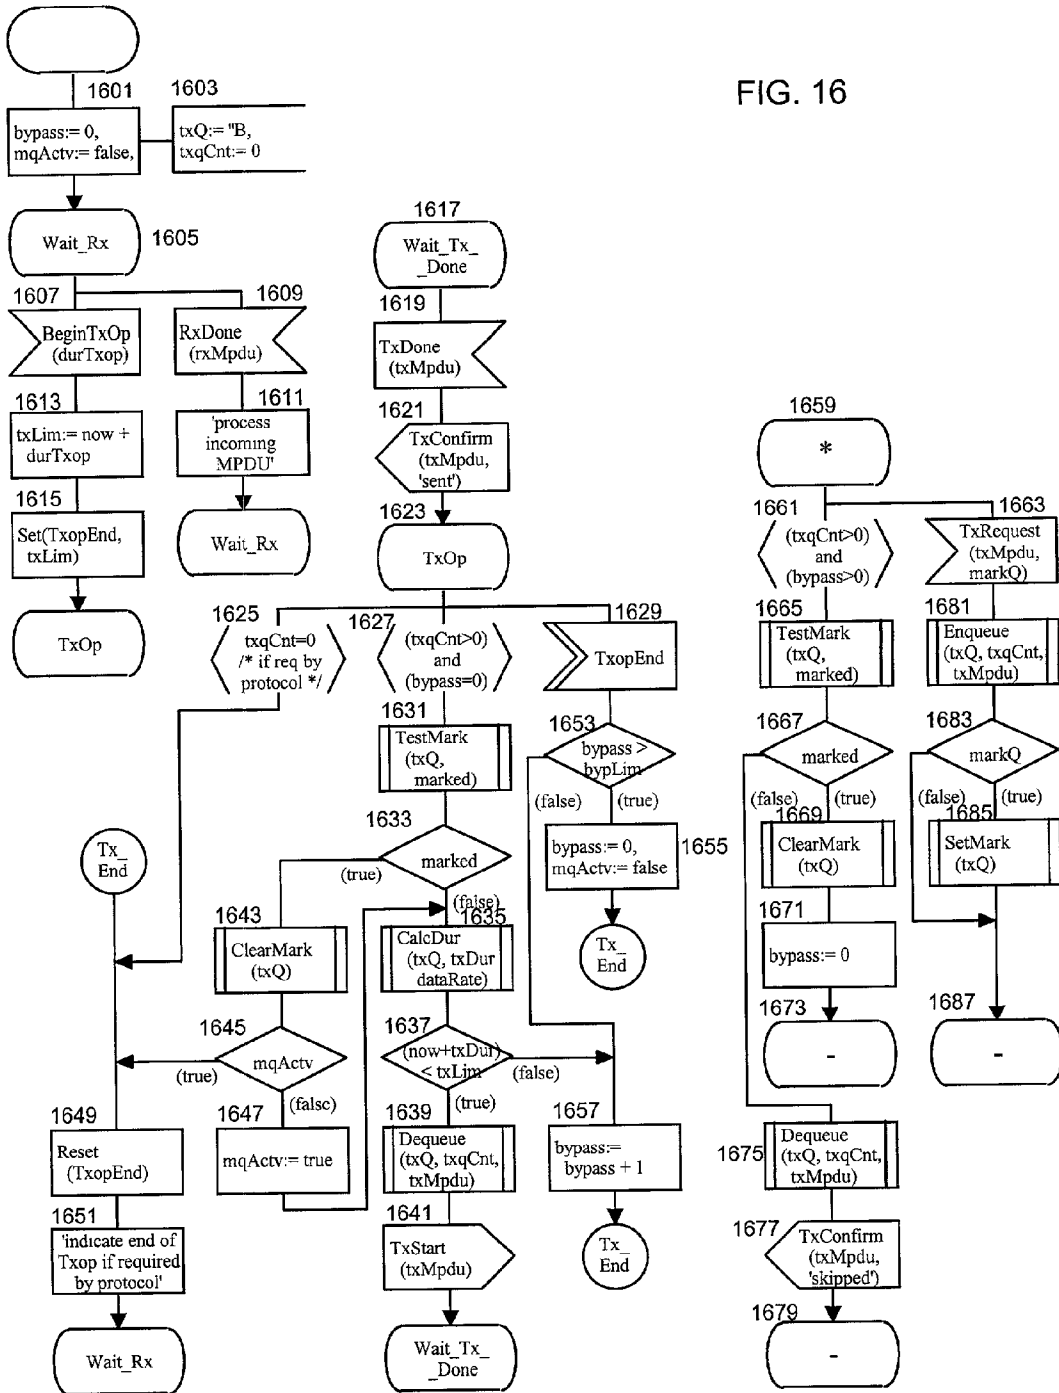 FIG. 16
1601
bypass:= 0,
mqActv:= false,
1603
txQ:= "B,
txqCnt:= 0
Wait_Rx
1605
1607
BeginTxOp
(durTxop)
1609
RxDone
(rxMpdu)
1613
txLim:= now +
durTxop
1611
'process
incoming
MPDU'
1615
Set(TxopEnd,
txLim)
Wait_Rx
TxOp
1617
Wait_Tx_
_Done
1619
TxDone
(txMpdu)
1621
TxConfirm
(txMpdu,
'sent')
1623
TxOp
1625
txqCnt=0
/* if req by
protocol */
1627
(txqCnt>0)
and
(bypass=0)
1629
TxopEnd
1631
TestMark
(txQ,
marked)
1653
bypass >
bypLim
(false)
(true)
1633
marked
(true)
(false)
bypass:= 0,
mqActv:= false
1655
Tx_
End
Tx_
End
1643
ClearMark
(txQ)
1635
CalcDur
(txQ, txDur
dataRate)
1645
mqActv
(true)
(false)
1637
(now+txDur)
< txLim
(false)
(true)
1649
Reset
(TxopEnd)
1647
mqActv:= true
1639
Dequeue
(txQ, txqCnt,
txMpdu)
1657
bypass:=
bypass + 1
1651
'indicate end of
Txop if required
by protocol'
1641
TxStart
(txMpdu)
Tx_
End
Wait_Rx
Wait_Tx_
_Done
1659
*
1661
(txqCnt>0)
and
(bypass>0)
1663
TxRequest
(txMpdu,
markQ)
1665
TestMark
(txQ,
marked)
1681
Enqueue
(txQ, txqCnt,
txMpdu)
1667
marked
(false)
(true)
1683
markQ
(false)
(true)
1669
ClearMark
(txQ)
1685
SetMark
(txQ)
1671
bypass:= 0
1673
-
1687
-
1675
Dequeue
(txQ, txqCnt,
txMpdu)
1677
TxConfirm
(txMpdu,
'skipped')
1679
-